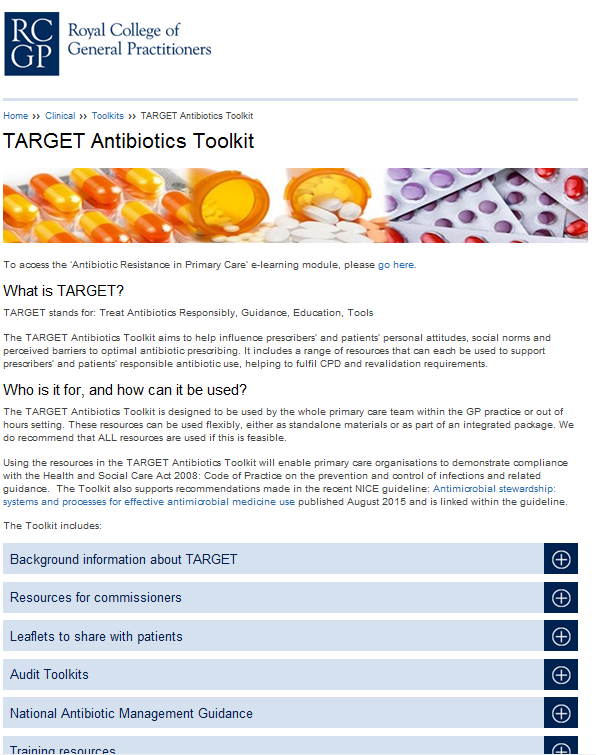 RC
GP
Royal College of
General Practitioners
Home ›› Clinical ›› Toolkits ›› TARGET Antibiotics Toolkit
TARGET Antibiotics Toolkit
To access the 'Antibiotic Resistance in Primary Care' e-learning module, please go here.
What is TARGET?
TARGET stands for: Treat Antibiotics Responsibly, Guidance, Education, Tools
The TARGET Antibiotics Toolkit aims to help influence prescribers' and patients' personal attitudes, social norms and
perceived barriers to optimal antibiotic prescribing. It includes a range of resources that can each be used to support
prescribers' and patients' responsible antibiotic use, helping to fulfil CPD and revalidation requirements.
Who is it for, and how can it be used?
The TARGET Antibiotics Toolkit is designed to be used by the whole primary care team within the GP practice or out of
hours setting. These resources can be used flexibly, either as standalone materials or as part of an integrated package. We
do recommend that ALL resources are used if this is feasible.
Using the resources in the TARGET Antibiotics Toolkit will enable primary care organisations to demonstrate compliance
with the Health and Social Care Act 2008: Code of Practice on the prevention and control of infections and related
guidance. The Toolkit also supports recommendations made in the recent NICE guideline: Antimicrobial stewardship:
systems and processes for effective antimicrobial medicine use published August 2015 and is linked within the guideline.
The Toolkit includes:
Background information about TARGET
Resources for commissioners
Leaflets to share with patients
Audit Toolkits
National Antibiotic Management Guidance
Training resources